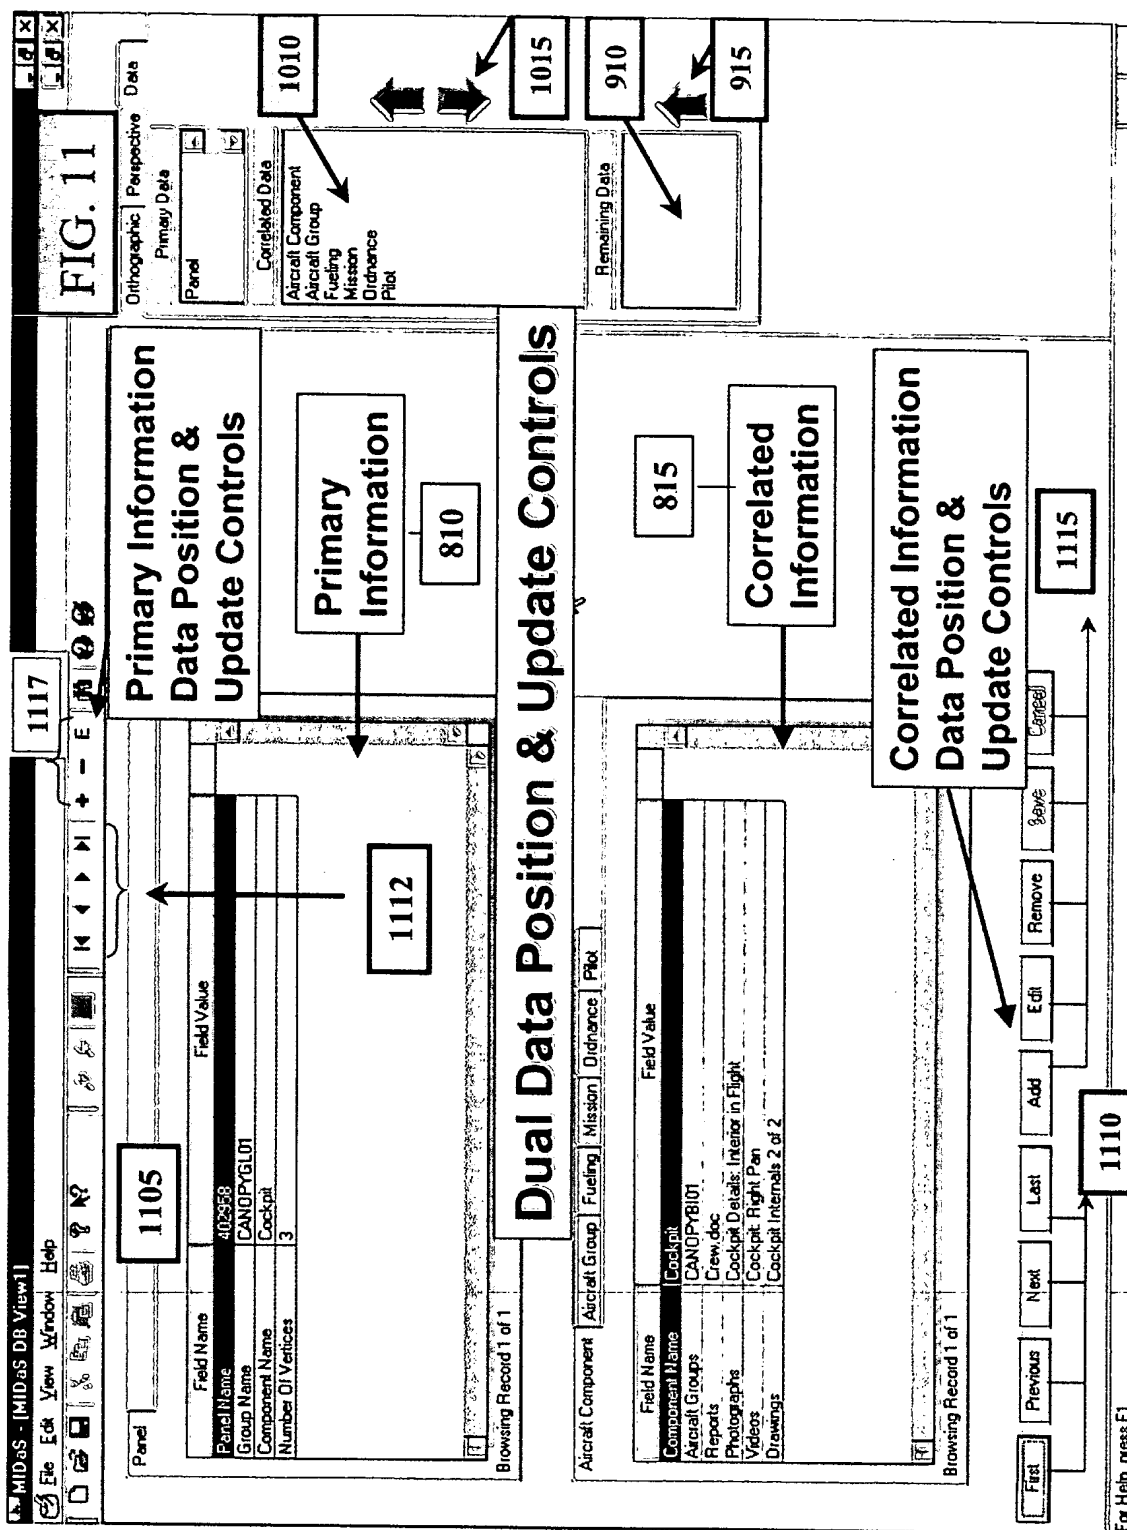 MIDaS - [MIDaS DB View1]
File Edit View Window Help
1117
+ - E
FIG. 11
1105
Panel
Field Name Field Value
Panel Name 402958
Group Name CANOPYGL01
Component Name Cockpit
Number Of Vertices 3
Browsing Record 1 of 1
1112
Primary Information
Data Position &
Update Controls
Primary
Information
810
Orthographic Perspective Data
Primary Data
Panel
Correlated Data
Aircraft Component
Aircraft Group
Fueling
Mission
Ordnance
Pilot
Remaining Data
1010
1015
910
915
Dual Data Position & Update Controls
Aircraft Component Aircraft Group Fueling Mission Ordnance Pilot
Field Name Field Value
Component Name Cockpit
Aircraft Groups CANOPYBI01
Reports Crew.doc
Photographs Cockpit Details: Interior in Flight
Videos Cockpit: Right Pan
Drawings Cockpit Internals 2 of 2
Browsing Record 1 of 1
815
Correlated
Information
Correlated Information
Data Position &
Update Controls
First Previous Next Last Add Edit Remove Save Cancel
1110
1115
For Help, press F1